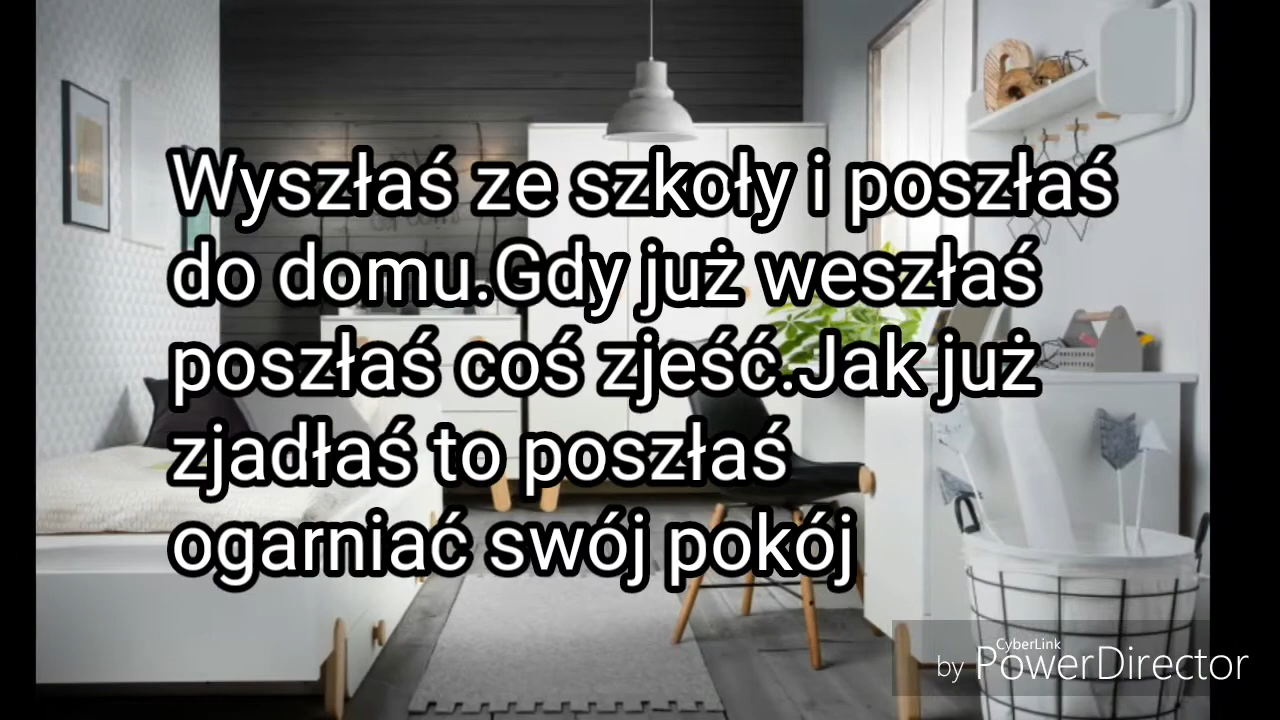 Wyszłaś ze szkoły i poszłaś
do domu.Gdy już weszłaś
poszłaś coś zjeść.Jak już
zjadłaś to poszłaś
ogarniać swój pokój
CyberLink
by PowerDirector